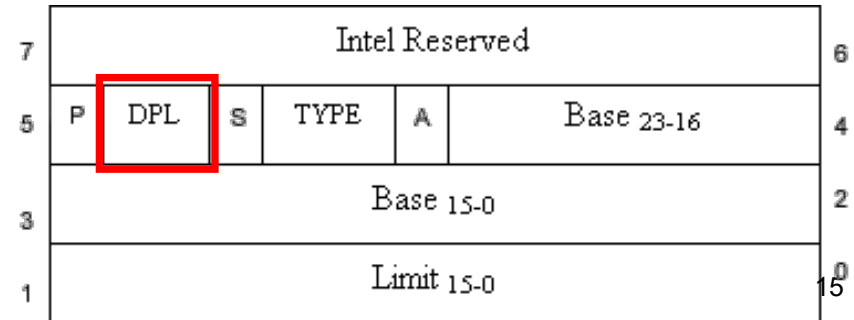 7 Intel Reserved 6
5 P DPL S TYPE A Base 23-16 4
3 Base 15-0 2
1 Limit 15-0 0
15